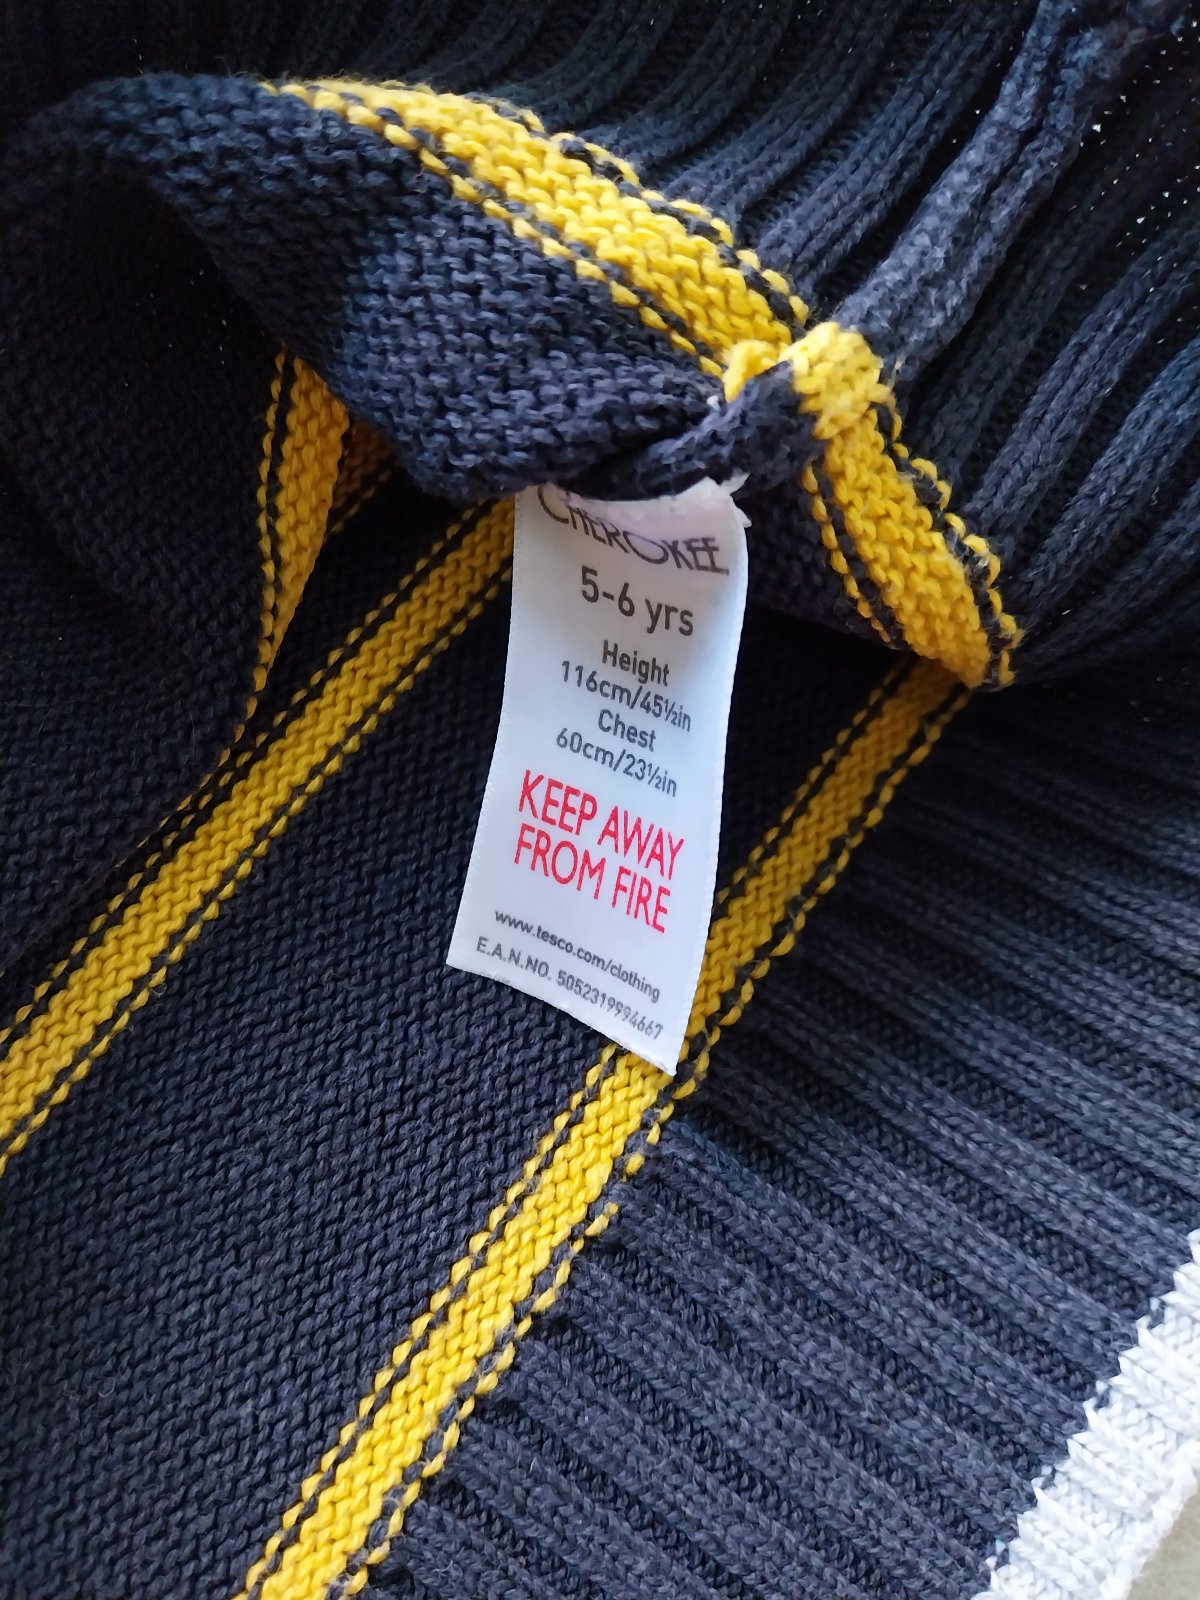 CHEROKEE
5-6 yrs
Height
116cm/45½in
Chest
60cm/23½in
KEEP AWAY
FROM FIRE
www.tesco.com/clothing
E.A.N.NO. 5052319994667